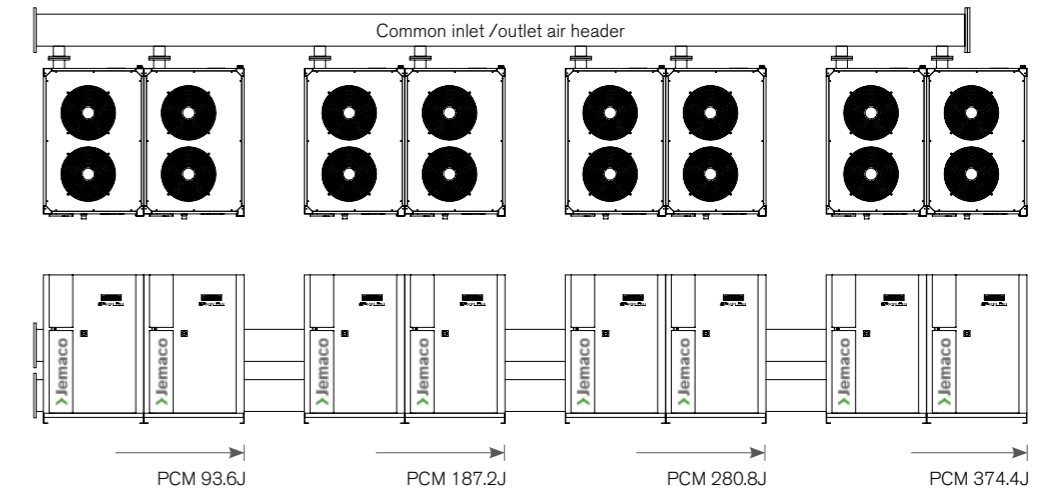 Common inlet /outlet air header
Jemaco
Jemaco
Jemaco
Jemaco
Jemaco
Jemaco
Jemaco
Jemaco
PCM 93.6J
PCM 187.2J
PCM 280.8J
PCM 374.4J